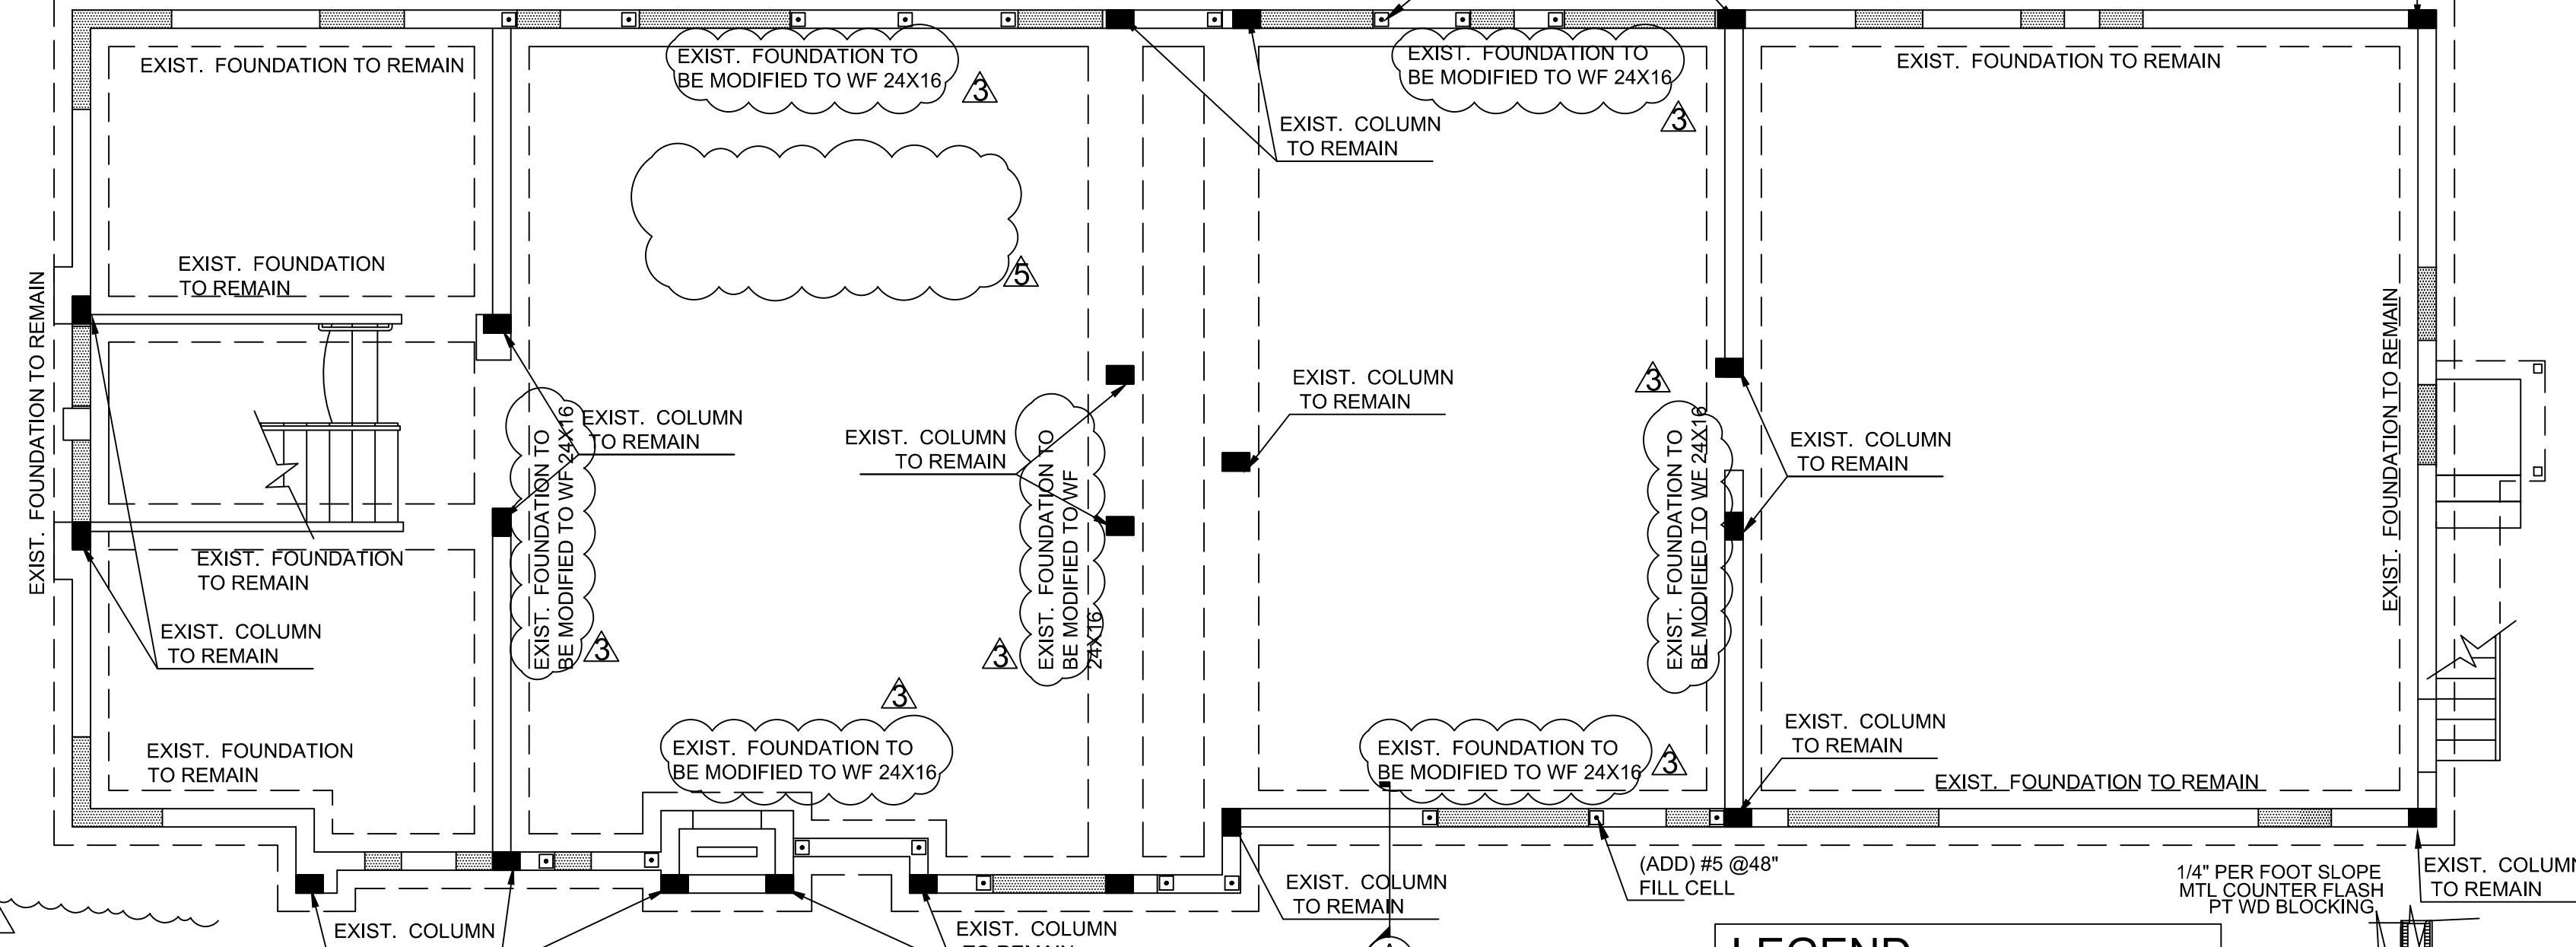 EXIST. FOUNDATION TO REMAIN
EXIST. FOUNDATION TO
BE MODIFIED TO WF 24X16
3
EXIST. FOUNDATION TO
BE MODIFIED TO WF 24X16
3
EXIST. FOUNDATION TO REMAIN
EXIST. COLUMN
TO REMAIN
5
EXIST. FOUNDATION
TO REMAIN
EXIST. FOUNDATION TO REMAIN
EXIST. FOUNDATION TO
BE MODIFIED TO WF 24X16
3
EXIST. COLUMN
TO REMAIN
EXIST. COLUMN
TO REMAIN
EXIST. FOUNDATION TO
BE MODIFIED TO WF
24X16
3
EXIST. COLUMN
TO REMAIN
3
EXIST. FOUNDATION TO
BE MODIFIED TO WF 24X16
EXIST. COLUMN
TO REMAIN
EXIST. FOUNDATION TO REMAIN
EXIST. FOUNDATION
TO REMAIN
EXIST. COLUMN
TO REMAIN
EXIST. FOUNDATION
TO REMAIN
3
EXIST. FOUNDATION TO
BE MODIFIED TO WF 24X16
EXIST. FOUNDATION TO
BE MODIFIED TO WF 24X16
3
EXIST. COLUMN
TO REMAIN
EXIST. FOUNDATION TO REMAIN
(ADD) #5 @48"
FILL CELL
EXIST. COLUMN
TO REMAIN
1/4" PER FOOT SLOPE
MTL COUNTER FLASH
PT WD BLOCKING
EXIST. COLUMN
TO REMAIN
EXIST. COLUMN
EXIST. COLUMN
TO REMAIN
LEGEND